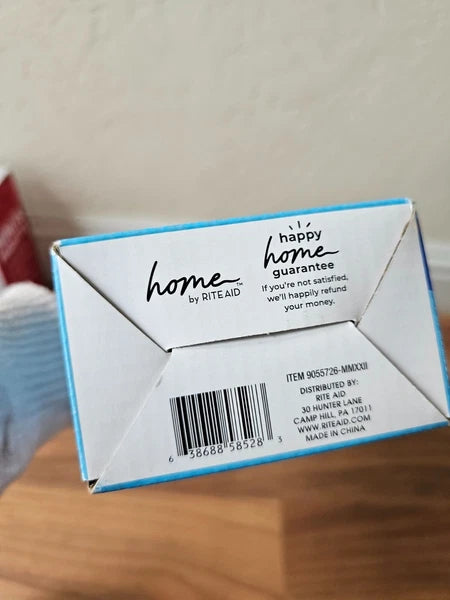 home™
by RITE AID
happy
home
guarantee
If you're not satisfied,
we'll happily refund
your money.
ITEM 9055726-MMXXII
DISTRIBUTED BY:
RITE AID
30 HUNTER LANE
CAMP HILL, PA 17011
WWW.RITEAID.COM
MADE IN CHINA
6 38688 58528 3